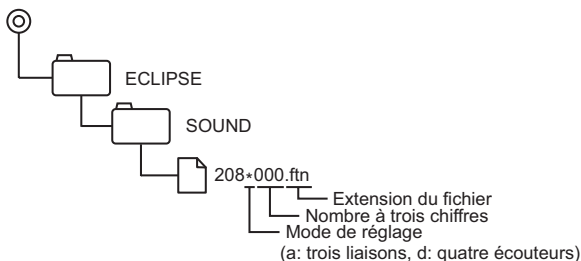 ECLIPSE
SOUND
208*000.ftn
Extension du fichier
Nombre à trois chiffres
Mode de réglage
(a: trois liaisons, d: quatre écouteurs)